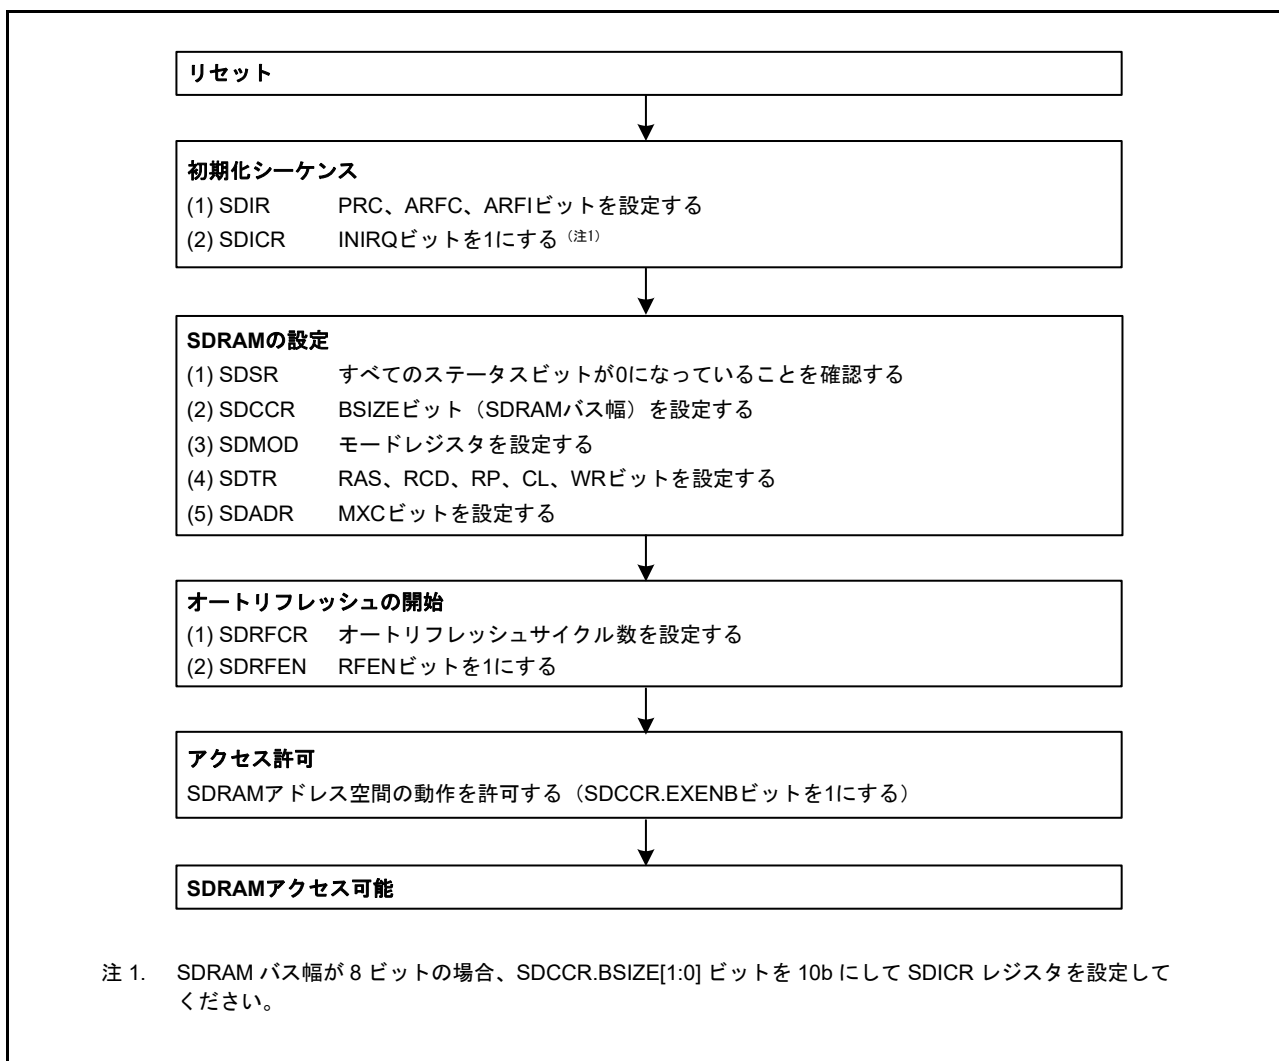 リセット
初期化シーケンス
(1) SDIR PRC、ARFC、ARFIビットを設定する
(2) SDICR INIRQビットを1にする（注1）
SDRAMの設定
(1) SDSR すべてのステータスビットが0になっていることを確認する
(2) SDCCR BSIZEビット（SDRAMバス幅）を設定する
(3) SDMOD モードレジスタを設定する
(4) SDTR RAS、RCD、RP、CL、WRビットを設定する
(5) SDADR MXCビットを設定する
オートリフレッシュの開始
(1) SDRFCR オートリフレッシュサイクル数を設定する
(2) SDRFEN RFENビットを1にする
アクセス許可
SDRAMアドレス空間の動作を許可する（SDCCR.EXENBビットを1にする）
SDRAMアクセス可能
注 1. SDRAM バス幅が 8 ビットの場合、SDCCR.BSIZE[1:0] ビットを 10b にして SDICR レジスタを設定して
ください。